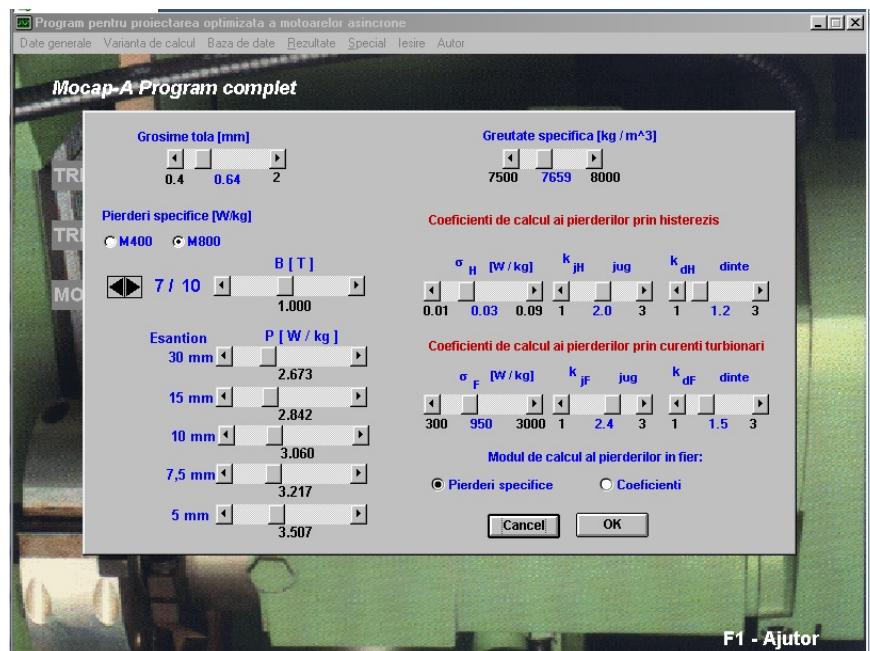 Program pentru proiectarea optimizata a motoarelor asincrone
Date generale Varianta de calcul Baza de date Rezultate Special Iesire Autor
Mocap-A Program complet
TRI
TRI
MO
Grosime tola [mm]
0.4 0.64 2
Greutate specifica [kg / m^3]
7500 7659 8000
Pierderi specifice [W/kg]
M400 M800
B [ T ]
7 / 10
1.000
Esantion P [ W / kg ]
30 mm
2.673
15 mm
2.842
10 mm
3.060
7,5 mm
3.217
5 mm
3.507
Coeficienti de calcul ai pierderilor prin histerezis
σ H [W / kg] k jH jug k dH dinte
0.01 0.03 0.09 1 2.0 3 1 1.2 3
Coeficienti de calcul ai pierderilor prin curenti turbionari
σ F [W / kg] k jF jug k dF dinte
300 950 3000 1 2.4 3 1 1.5 3
Modul de calcul al pierderilor in fier:
Pierderi specifice Coeficienti
Cancel OK
F1 - Ajutor